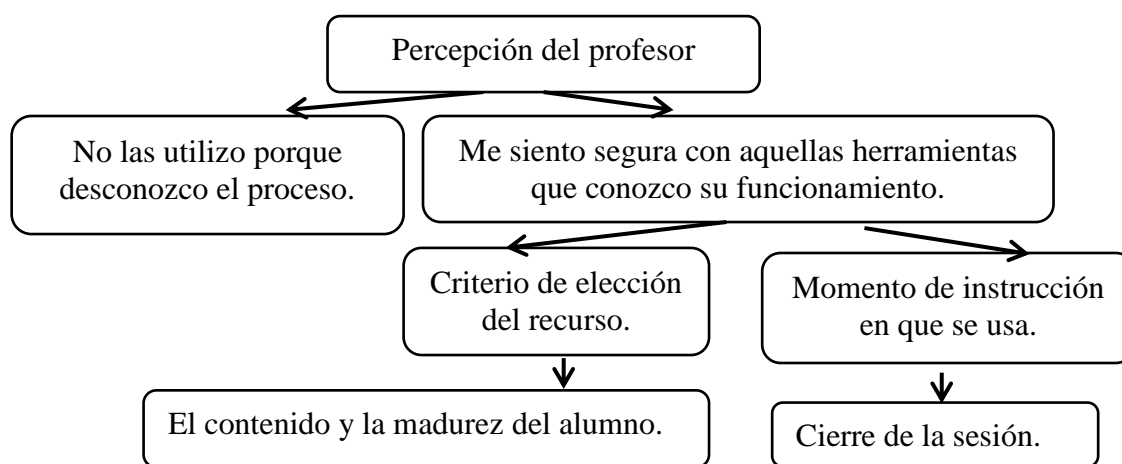 Percepción del profesor
No las utilizo porque
desconozco el proceso.
Me siento segura con aquellas herramientas
que conozco su funcionamiento.
Criterio de elección
del recurso.
Momento de instrucción
en que se usa.
El contenido y la madurez del alumno.
Cierre de la sesión.